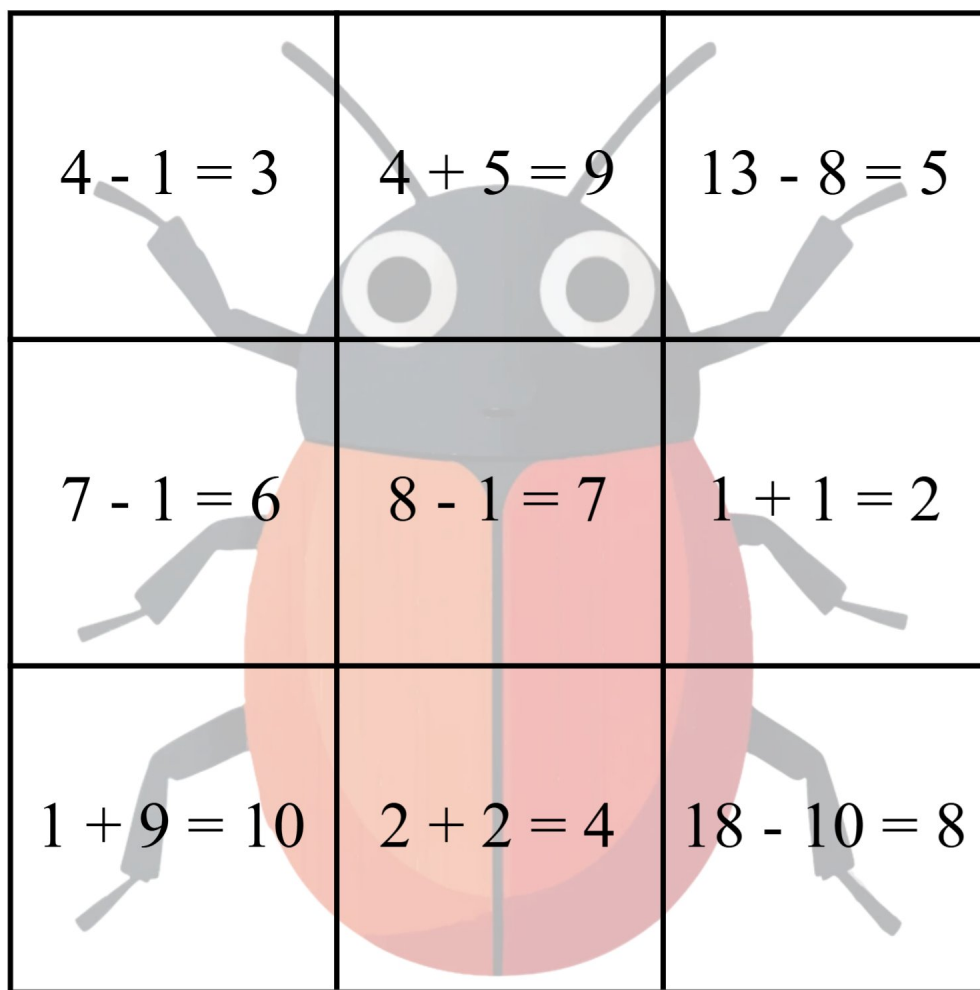 4 - 1 = 3
4 + 5 = 9
13 - 8 = 5
7 - 1 = 6
8 - 1 = 7
1 + 1 = 2
1 + 9 = 10
2 + 2 = 4
18 - 10 = 8